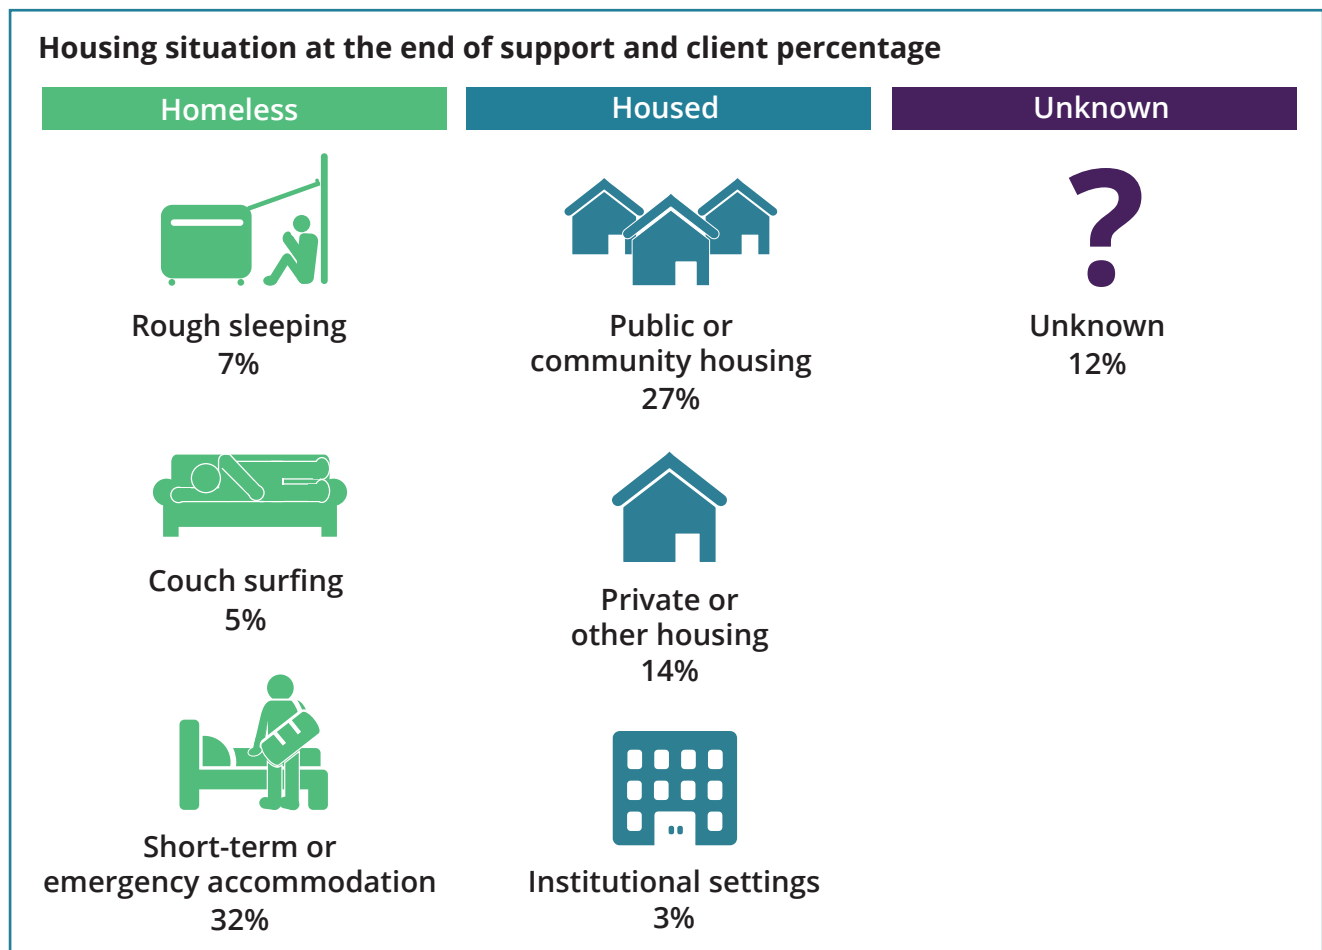 Housing situation at the end of support and client percentage
Homeless
Rough sleeping
7%
Couch surfing
5%
Short-term or
emergency accommodation
32%
Housed
Public or
community housing
27%
Private or
other housing
14%
Institutional settings
3%
Unknown
?
Unknown
12%